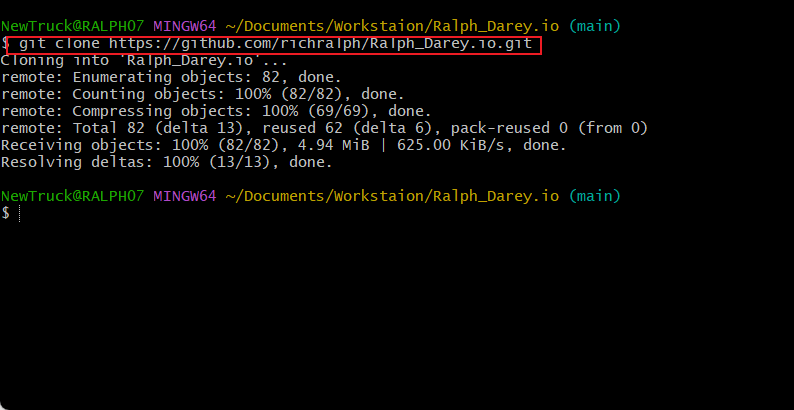 NewTruck@RALPH07 MINGW64 ~/Documents/Workstaion/Ralph_Darey.io (main)
$ git clone https://github.com/richralph/Ralph_Darey.io.git
Cloning into 'Ralph_Darey.io'...
remote: Enumerating objects: 82, done.
remote: Counting objects: 100% (82/82), done.
remote: Compressing objects: 100% (69/69), done.
remote: Total 82 (delta 13), reused 62 (delta 6), pack-reused 0 (from 0)
Receiving objects: 100% (82/82), 4.94 MiB | 625.00 KiB/s, done.
Resolving deltas: 100% (13/13), done.
NewTruck@RALPH07 MINGW64 ~/Documents/Workstaion/Ralph_Darey.io (main)
$